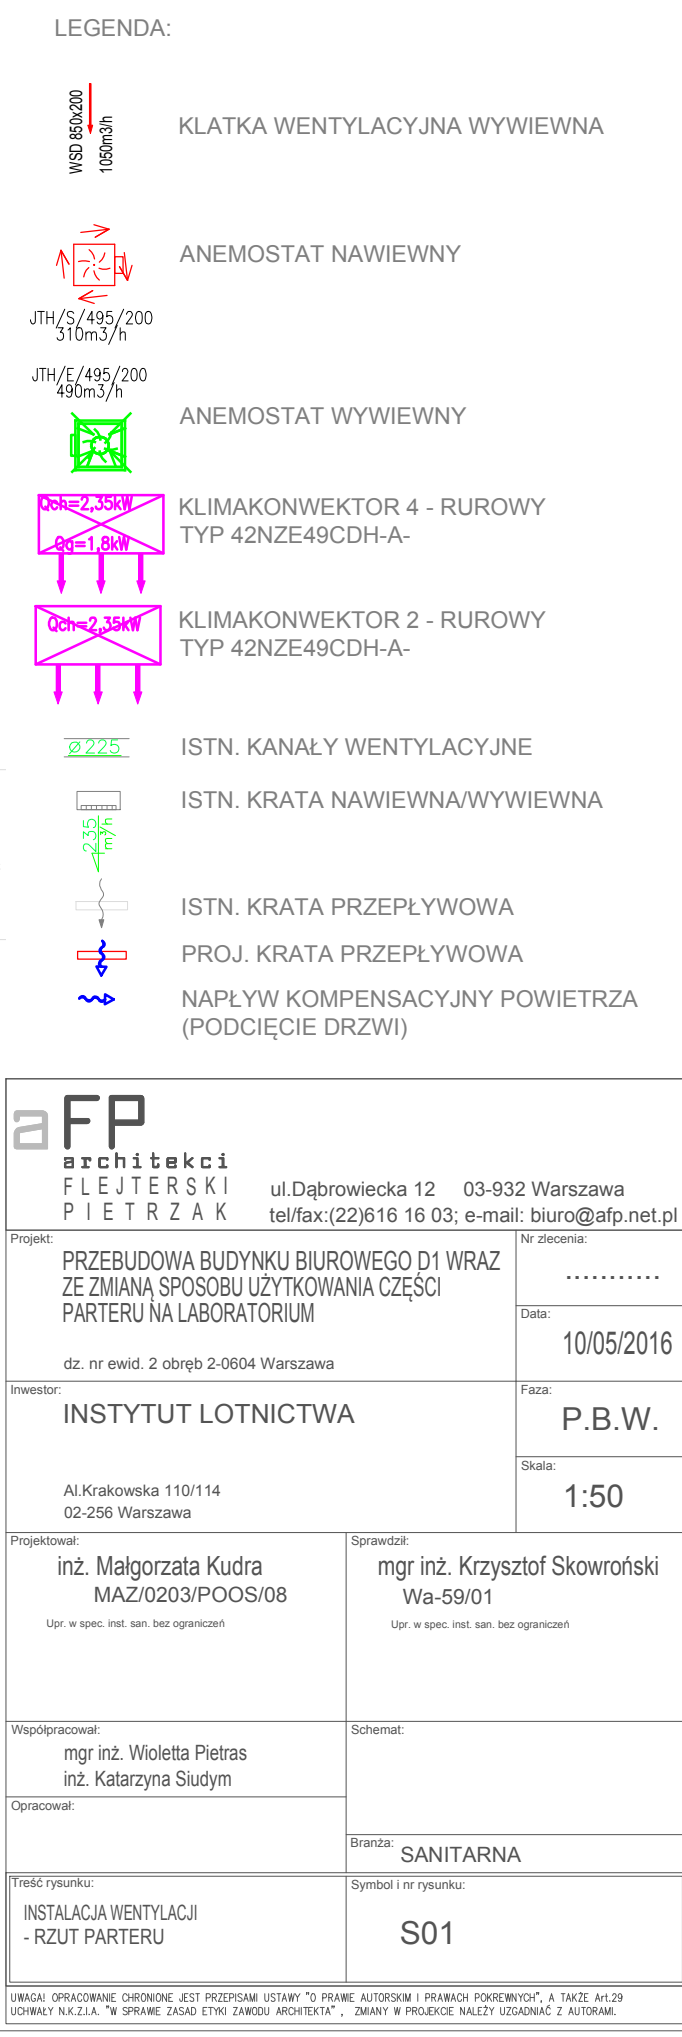 LEGENDA:
WSD 850x200
1050m3/h
KLATKA WENTYLACYJNA WYWIEWNA
ANEMOSTAT NAWIEWNY
JTH/S/495/200
310m3/h
JTH/E/495/200
490m3/h
ANEMOSTAT WYWIEWNY
Qch=2,35kW
Qg=1,8kW
KLIMAKONWEKTOR 4 - RUROWY
TYP 42NZE49CDH-A-
Qch=2,35kW
KLIMAKONWEKTOR 2 - RUROWY
TYP 42NZE49CDH-A-
ø225
ISTN. KANAŁY WENTYLACYJNE
ISTN. KRATA NAWIEWNA/WYWIEWNA
235
m³/h
ISTN. KRATA PRZEPŁYWOWA
PROJ. KRATA PRZEPŁYWOWA
NAPŁYW KOMPENSACYJNY POWIETRZA
(PODCIĘCIE DRZWI)
aFP
architekci
FLEJTERSKI
PIETRZAK
ul.Dąbrowiecka 12 03-932 Warszawa
tel/fax:(22)616 16 03; e-mail: biuro@afp.net.pl
Projekt:
PRZEBUDOWA BUDYNKU BIUROWEGO D1 WRAZ
ZE ZMIANĄ SPOSOBU UŻYTKOWANIA CZĘŚCI
PARTERU NA LABORATORIUM
dz. nr ewid. 2 obręb 2-0604 Warszawa
Nr zlecenia:
...........
Data:
10/05/2016
Inwestor:
INSTYTUT LOTNICTWA
Al.Krakowska 110/114
02-256 Warszawa
Faza:
P.B.W.
Skala:
1:50
Projektował:
inż. Małgorzata Kudra
MAZ/0203/POOS/08
Upr. w spec. inst. san. bez ograniczeń
Sprawdził:
mgr inż. Krzysztof Skowroński
Wa-59/01
Upr. w spec. inst. san. bez ograniczeń
Współpracował:
mgr inż. Wioletta Pietras
inż. Katarzyna Siudym
Schemat:
Opracował:
Branża: SANITARNA
Treść rysunku:
INSTALACJA WENTYLACJI
- RZUT PARTERU
Symbol i nr rysunku:
S01
UWAGA! OPRACOWANIE CHRONIONE JEST PRZEPISAMI USTAWY "O PRAWIE AUTORSKIM I PRAWACH POKREWNYCH", A TAKŻE Art.29
UCHWAŁY N.K.Z.I.A. "W SPRAWIE ZASAD ETYKI ZAWODU ARCHITEKTA" , ZMIANY W PROJEKCIE NALEŻY UZGADNIAĆ Z AUTORAMI.